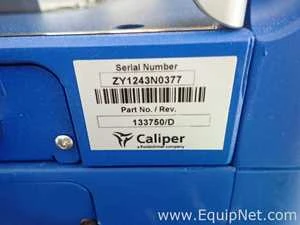 Serial Number
ZY1243N0377
Part No. / Rev.
133750/D
Caliper
a PerkinElmer company
www.EquipNet.com